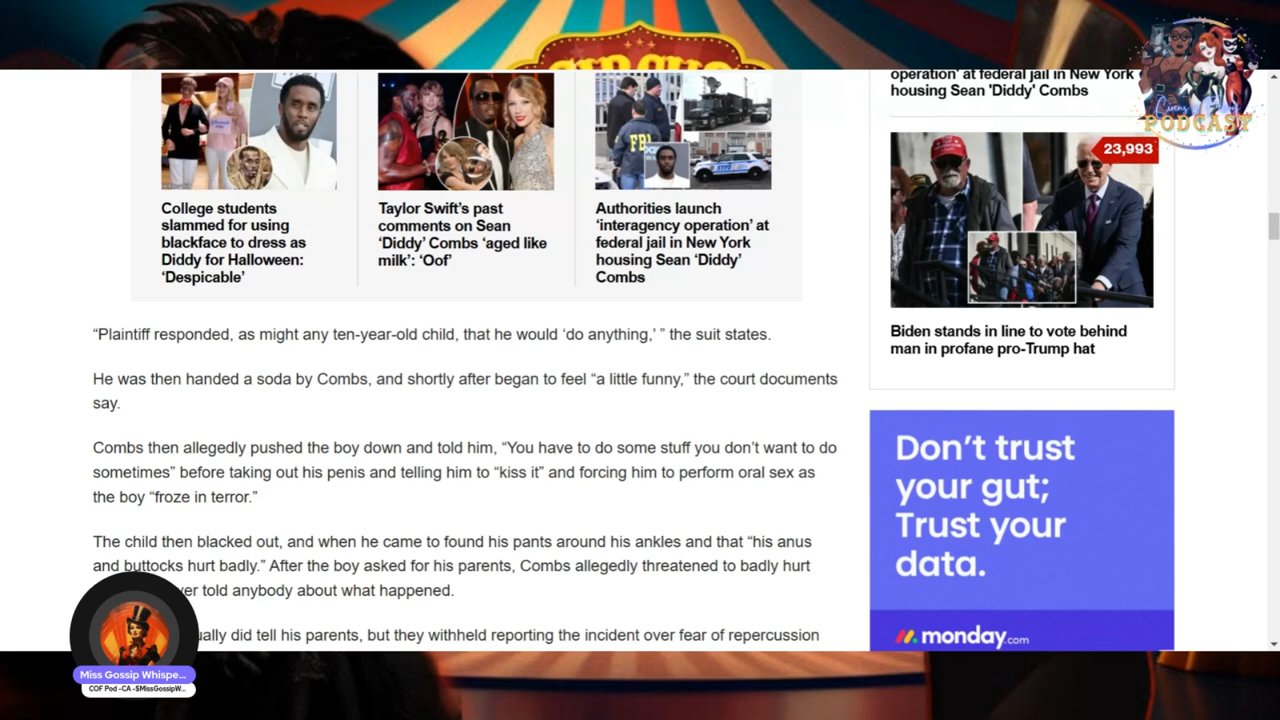 PODCAST
operation' at federal jail in New York
housing Sean 'Diddy' Combs
FBI
23,993
College students
slammed for using
blackface to dress as
Diddy for Halloween:
‘Despicable’
Taylor Swift’s past
comments on Sean
‘Diddy’ Combs ‘aged like
milk’: ‘Oof’
Authorities launch
‘interagency operation’ at
federal jail in New York
housing Sean ‘Diddy’
Combs
“Plaintiff responded, as might any ten-year-old child, that he would ‘do anything,’ ” the suit states.
He was then handed a soda by Combs, and shortly after began to feel “a little funny,” the court documents
say.
Combs then allegedly pushed the boy down and told him, “You have to do some stuff you don’t want to do
sometimes” before taking out his penis and telling him to “kiss it” and forcing him to perform oral sex as
the boy “froze in terror.”
The child then blacked out, and when he came to found his pants around his ankles and that “his anus
and buttocks hurt badly.” After the boy asked for his parents, Combs allegedly threatened to badly hurt
told anybody about what happened.
did tell his parents, but they withheld reporting the incident over fear of repercussion
Biden stands in line to vote behind
man in profane pro-Trump hat
Don’t trust
your gut;
Trust your
data.
monday.com
Miss Gossip Whispe...
COF Pod -CA -$MissGossipW...